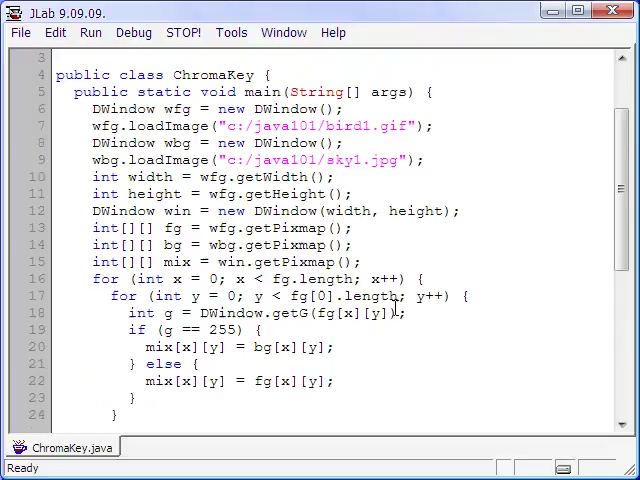 JLab 9.09.09.
File Edit Run Debug STOP! Tools Window Help
3
4 public class ChromaKey {
5   public static void main(String[] args) {
6     DWindow wfg = new DWindow();
7     wfg.loadImage("c:/java101/bird1.gif");
8     DWindow wbg = new DWindow();
9     wbg.loadImage("c:/java101/sky1.jpg");
10     int width = wfg.getWidth();
11     int height = wfg.getHeight();
12     DWindow win = new DWindow(width, height);
13     int[][] fg = wfg.getPixmap();
14     int[][] bg = wbg.getPixmap();
15     int[][] mix = win.getPixmap();
16     for (int x = 0; x < fg.length; x++) {
17       for (int y = 0; y < fg[0].length; y++) {
18         int g = DWindow.getG(fg[x][y]);
19         if (g == 255) {
20           mix[x][y] = bg[x][y];
21         } else {
22           mix[x][y] = fg[x][y];
23         }
24       }
ChromaKey.java
Ready